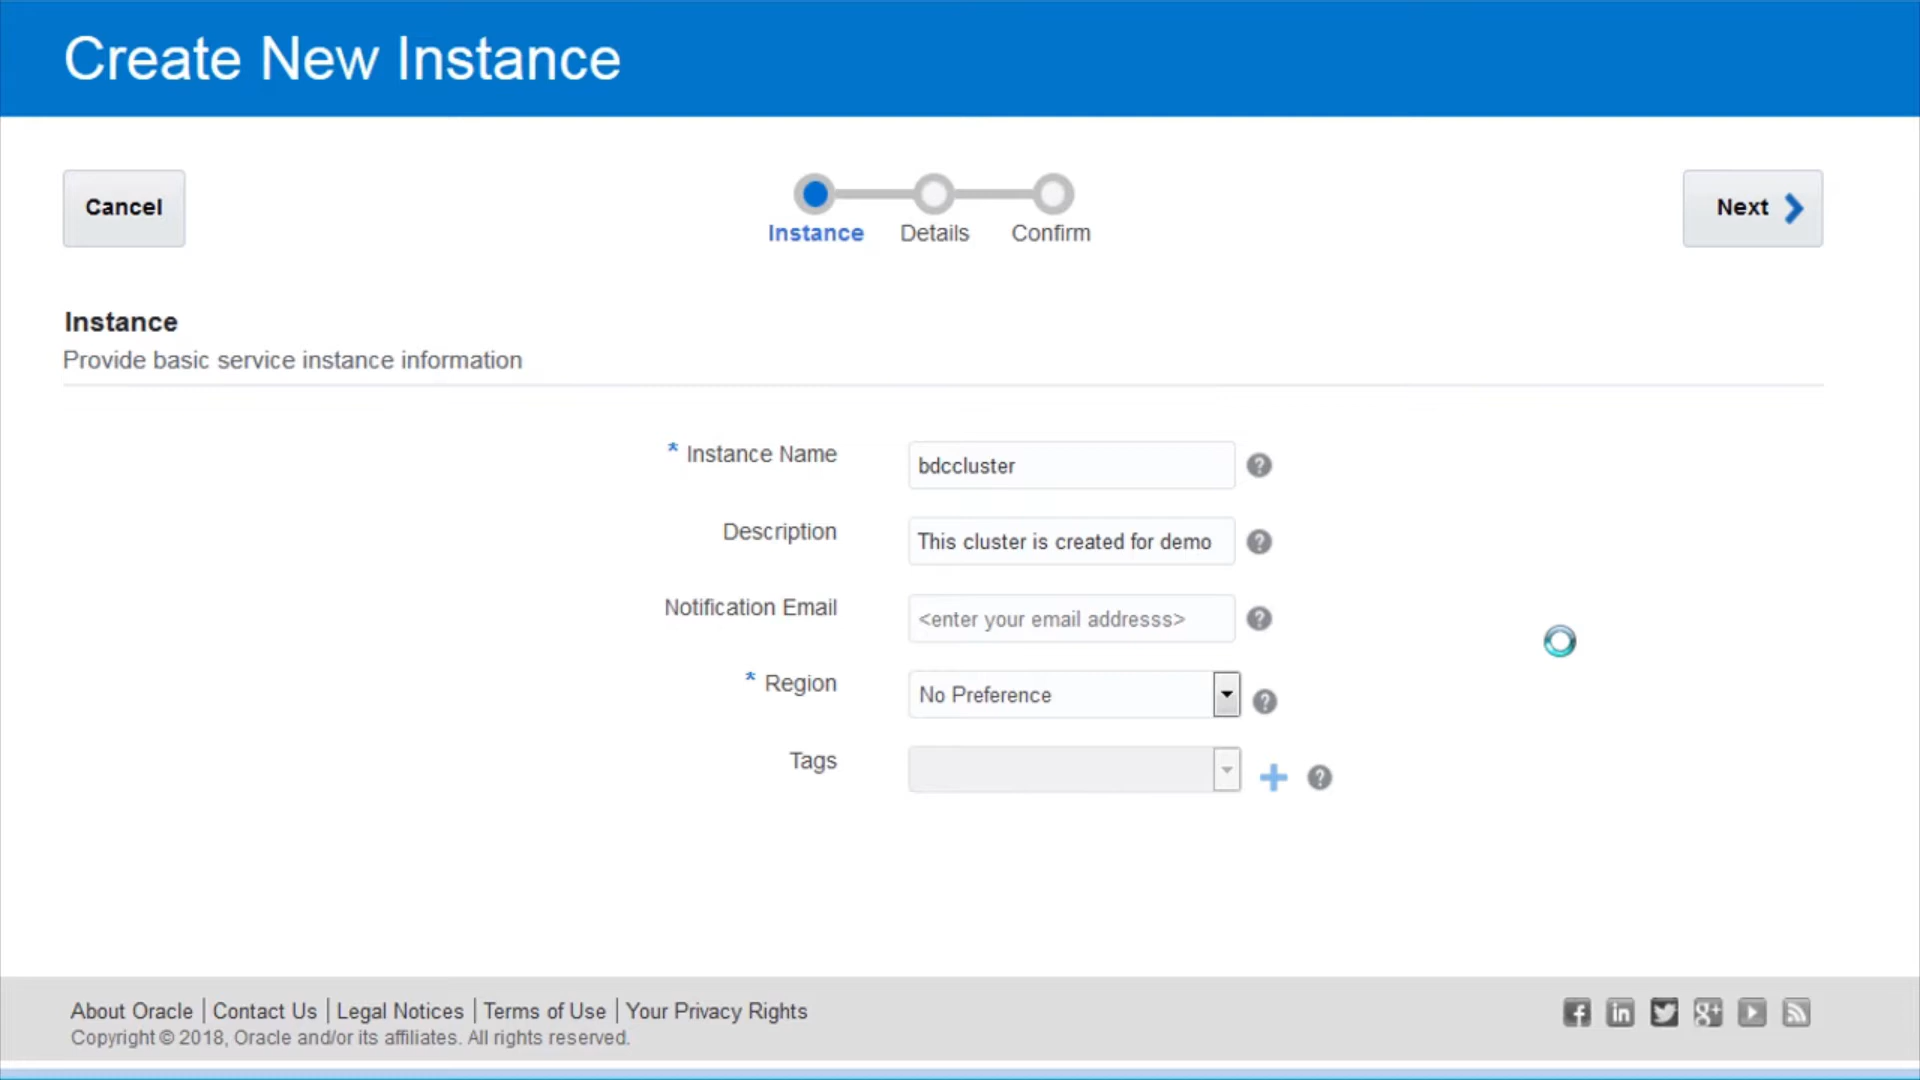 Create New Instance
Cancel
Instance
Details
Confirm
Next
Instance
Provide basic service instance information
* Instance Name
bdccluster
Description
This cluster is created for demo
Notification Email
<enter your email addresss>
* Region
No Preference
Tags
About Oracle | Contact Us | Legal Notices | Terms of Use | Your Privacy Rights
Copyright © 2018, Oracle and/or its affiliates. All rights reserved.